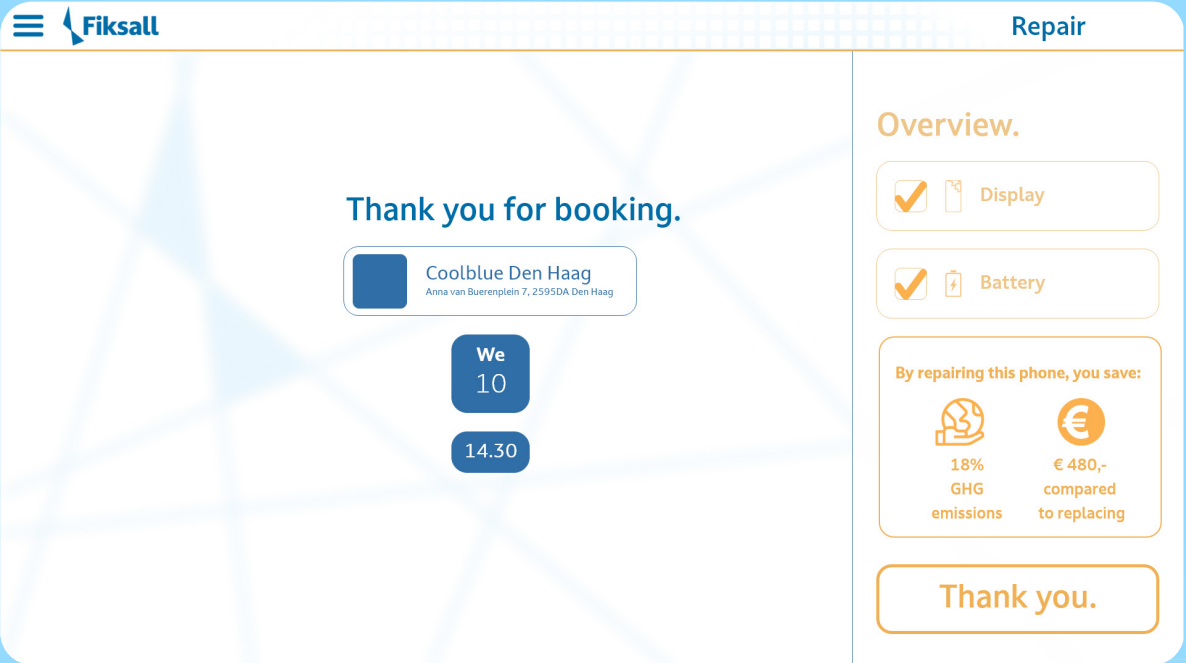 Fiksall
Repair
Thank you for booking.
Coolblue Den Haag
Anna van Buerenplein 7, 2595DA Den Haag
We
10
14.30
Overview.
Display
Battery
By repairing this phone, you save:
18%
GHG
emissions
€ 480,-
compared
to replacing
Thank you.